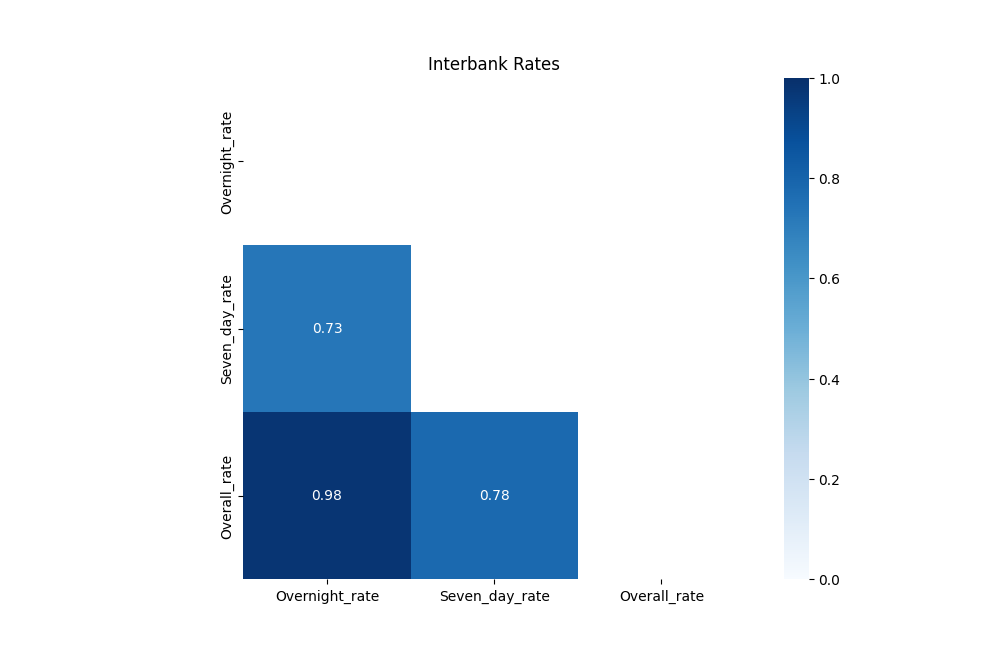 Interbank Rates
Overnight_rate
Seven_day_rate
Overall_rate
0.73
0.98
0.78
Overnight_rate
Seven_day_rate
Overall_rate
1.0
0.8
0.6
0.4
0.2
0.0